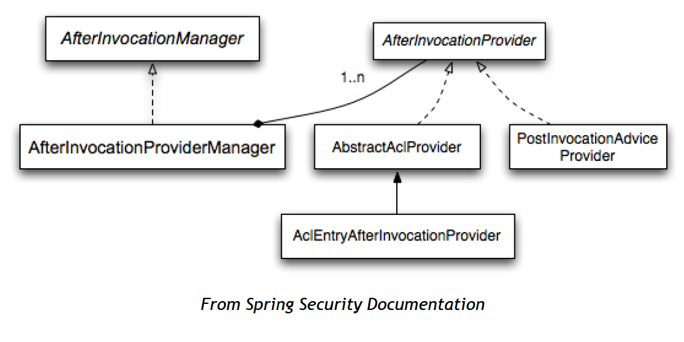 AfterInvocationManager
AfterInvocationProvider
1..n
AfterInvocationProviderManager
AbstractAclProvider
PostInvocationAdvice
Provider
AclEntryAfterInvocationProvider
From Spring Security Documentation